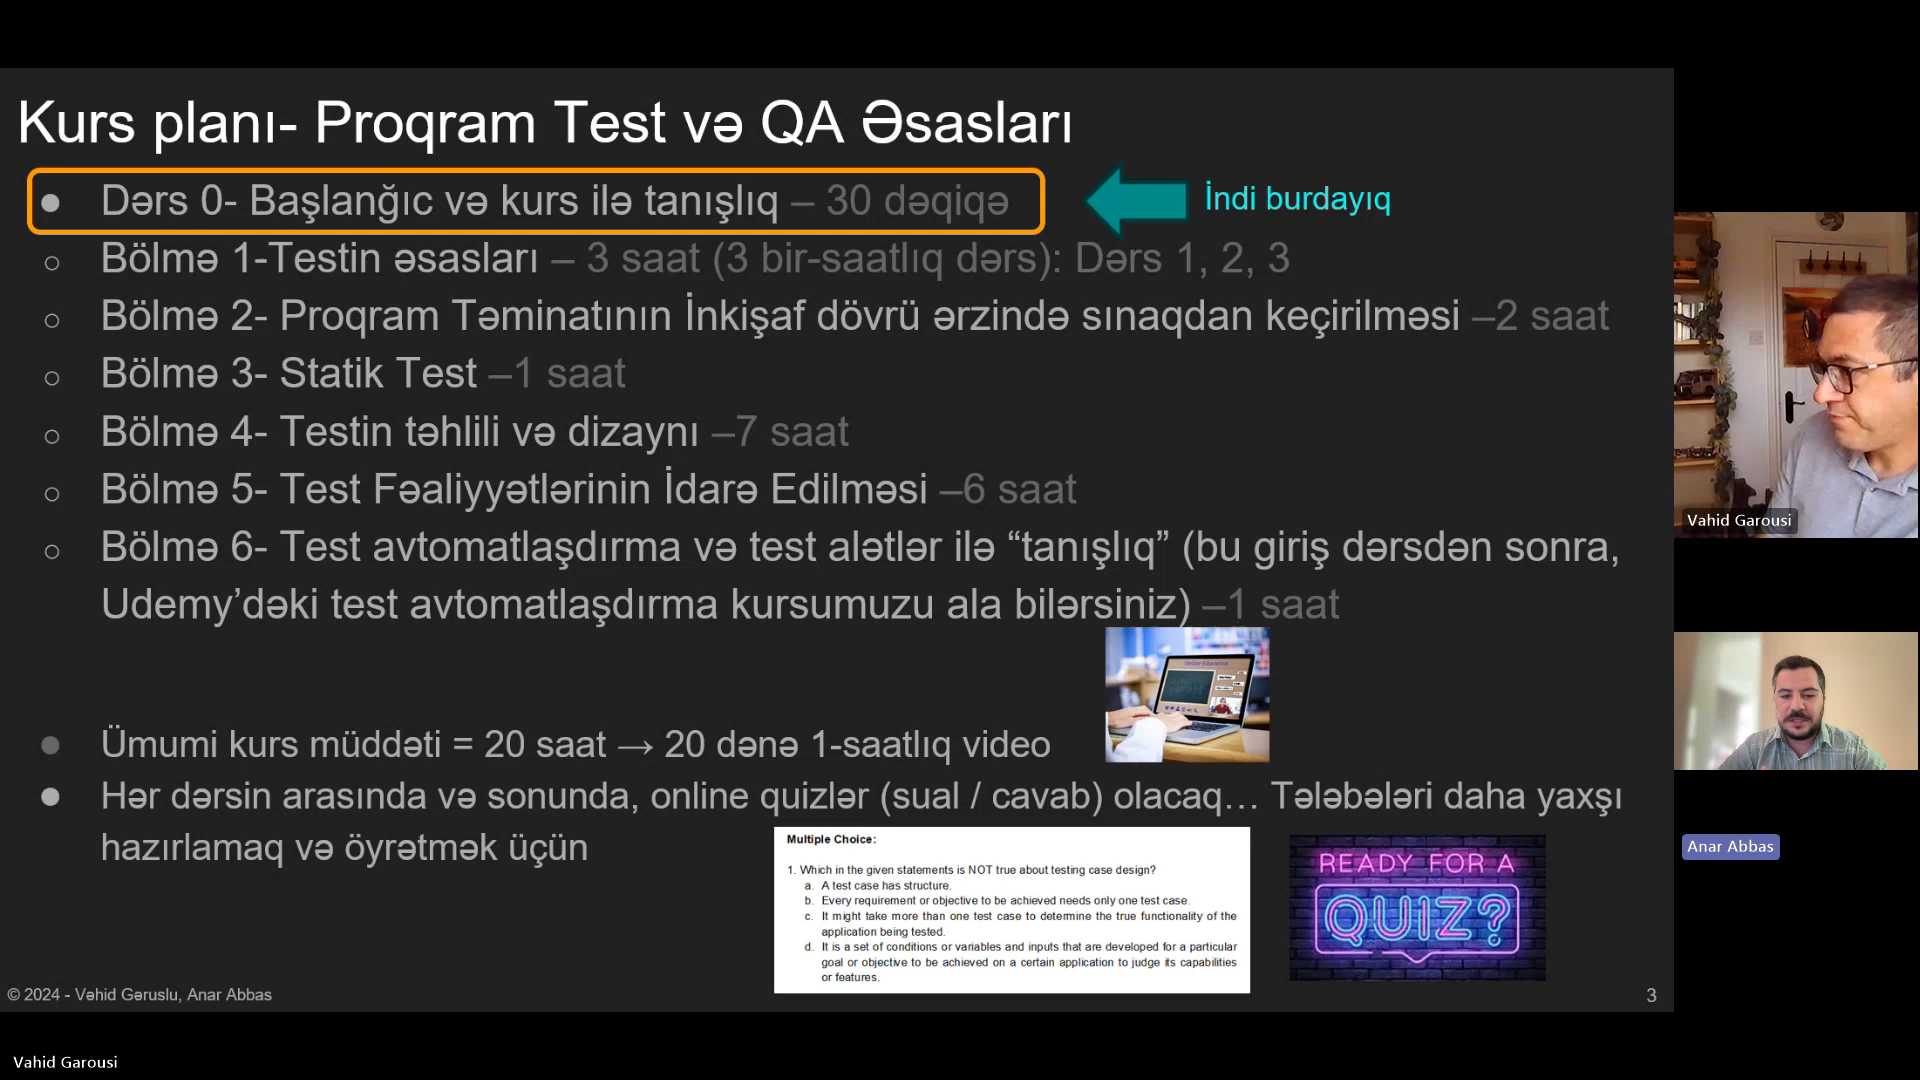 Kurs planı- Proqram Test və QA Əsasları
● Dərs 0- Başlanğıc və kurs ilə tanışlıq – 30 dəqiqə
İndi burdayıq
○ Bölmə 1-Testin əsasları – 3 saat (3 bir-saatlıq dərs): Dərs 1, 2, 3
○ Bölmə 2- Proqram Təminatının İnkişaf dövrü ərzində sınaqdan keçirilməsi –2 saat
○ Bölmə 3- Statik Test –1 saat
○ Bölmə 4- Testin təhlili və dizaynı –7 saat
○ Bölmə 5- Test Fəaliyyətlərinin İdarə Edilməsi –6 saat
○ Bölmə 6- Test avtomatlaşdırma və test alətlər ilə “tanışlıq” (bu giriş dərsdən sonra,
Udemy’dəki test avtomatlaşdırma kursumuzu ala bilərsiniz) –1 saat
● Ümumi kurs müddəti = 20 saat → 20 dənə 1-saatlıq video
● Hər dərsin arasında və sonunda, online quizlər (sual / cavab) olacaq… Tələbələri daha yaxşı
hazırlamaq və öyrətmək üçün
Multiple Choice:
1. Which in the given statements is NOT true about testing case design?
a. A test case has structure.
b. Every requirement or objective to be achieved needs only one test case.
c. It might take more than one test case to determine the true functionality of the
application being tested.
d. It is a set of conditions or variables and inputs that are developed for a particular
goal or objective to be achieved on a certain application to judge its capabilities
or features.
READY FOR A
QUIZ?
© 2024 - Vəhid Gəruslu, Anar Abbas
3
Vahid Garousi
Anar Abbas
Vahid Garousi